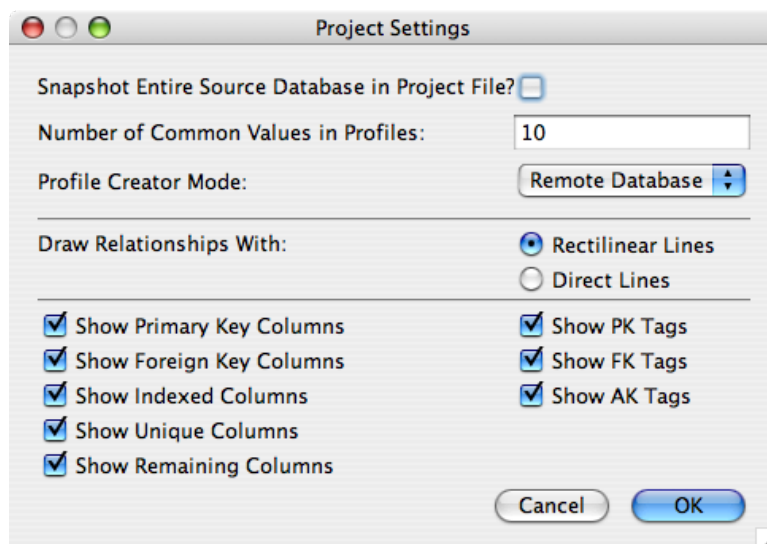 Project Settings
Snapshot Entire Source Database in Project File?
Number of Common Values in Profiles: 10
Profile Creator Mode: Remote Database
Draw Relationships With: Rectilinear Lines
Direct Lines
Show Primary Key Columns Show PK Tags
Show Foreign Key Columns Show FK Tags
Show Indexed Columns Show AK Tags
Show Unique Columns
Show Remaining Columns
Cancel OK